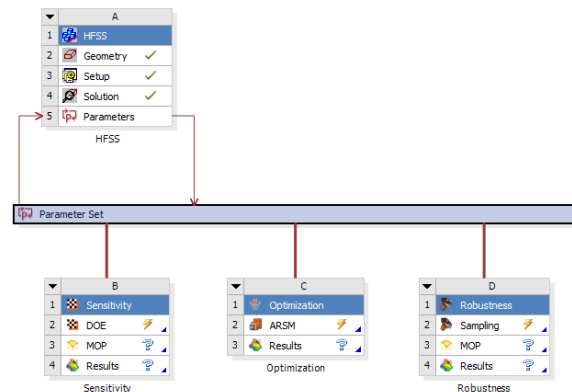 A
1 HFSS
2 Geometry
3 Setup
4 Solution
5 Parameters
HFSS
Parameter Set
B
1 Sensitivity
2 DOE
3 MOP
4 Results
Sensitivity
C
1 Optimization
2 ARSM
3 Results
Optimization
D
1 Robustness
2 Sampling
3 MOP
4 Results
Robustness